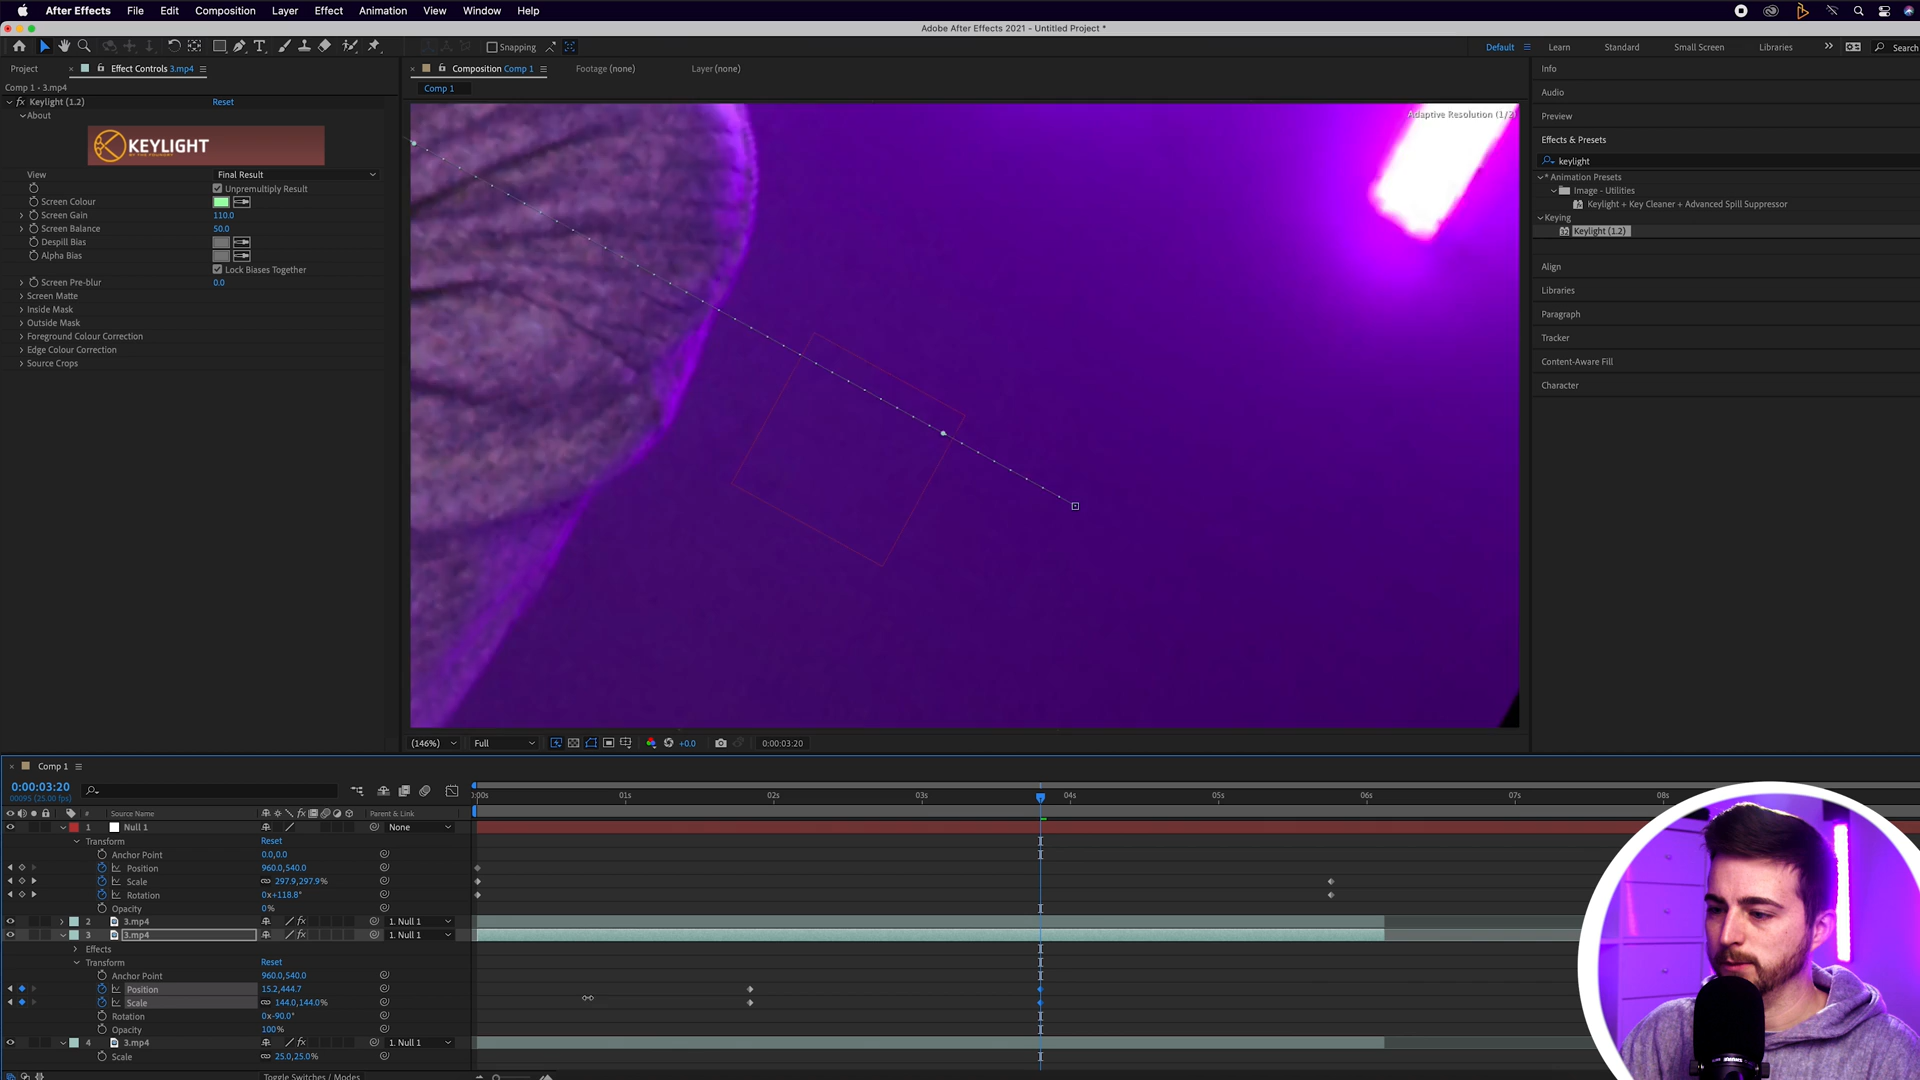 After Effects File Edit Composition Layer Effect Animation View Window Help
Adobe After Effects 2021 - Untitled Project *
Snapping
Default Learn Standard Small Screen Libraries Search
Project Effect Controls 3.mp4
Composition Comp 1 Footage (none) Layer (none)
Comp 1 - 3.mp4
Comp 1
fx Keylight (1.2) Reset
About
KEYLIGHT
BY THE FOUNDRY
View Final Result
Unpremultiply Result
Screen Colour
Screen Gain 110.0
Screen Balance 50.0
Despill Bias
Alpha Bias
Lock Biases Together
Screen Pre-blur 0.0
Screen Matte
Inside Mask
Outside Mask
Foreground Colour Correction
Edge Colour Correction
Source Crops
Adaptive Resolution (1/2)
Info
Audio
Preview
Effects & Presets
keylight
* Animation Presets
Image - Utilities
Keylight + Key Cleaner + Advanced Spill Suppressor
Keying
Keylight (1.2)
Align
Libraries
Paragraph
Tracker
Content-Aware Fill
Character
(146%) Full +0.0 0:00:03:20
Comp 1
0:00:03:20
00095 (25.00 fps)
:00s 01s 02s 03s 04s 05s 06s 07s 08s
# Source Name fx Parent & Link
1 Null 1 None
Transform Reset
Anchor Point 0.0,0.0
Position 960.0,540.0
Scale 297.9,297.9%
Rotation 0x+118.8°
Opacity 0%
2 3.mp4 fx 1. Null 1
3 3.mp4 fx 1. Null 1
Effects
Transform Reset
Anchor Point 960.0,540.0
Position 15.2,444.7
Scale 144.0,144.0%
Rotation 0x-90.0°
Opacity 100%
4 3.mp4 fx 1. Null 1
Scale 25.0,25.0%
Toggle Switches / Modes